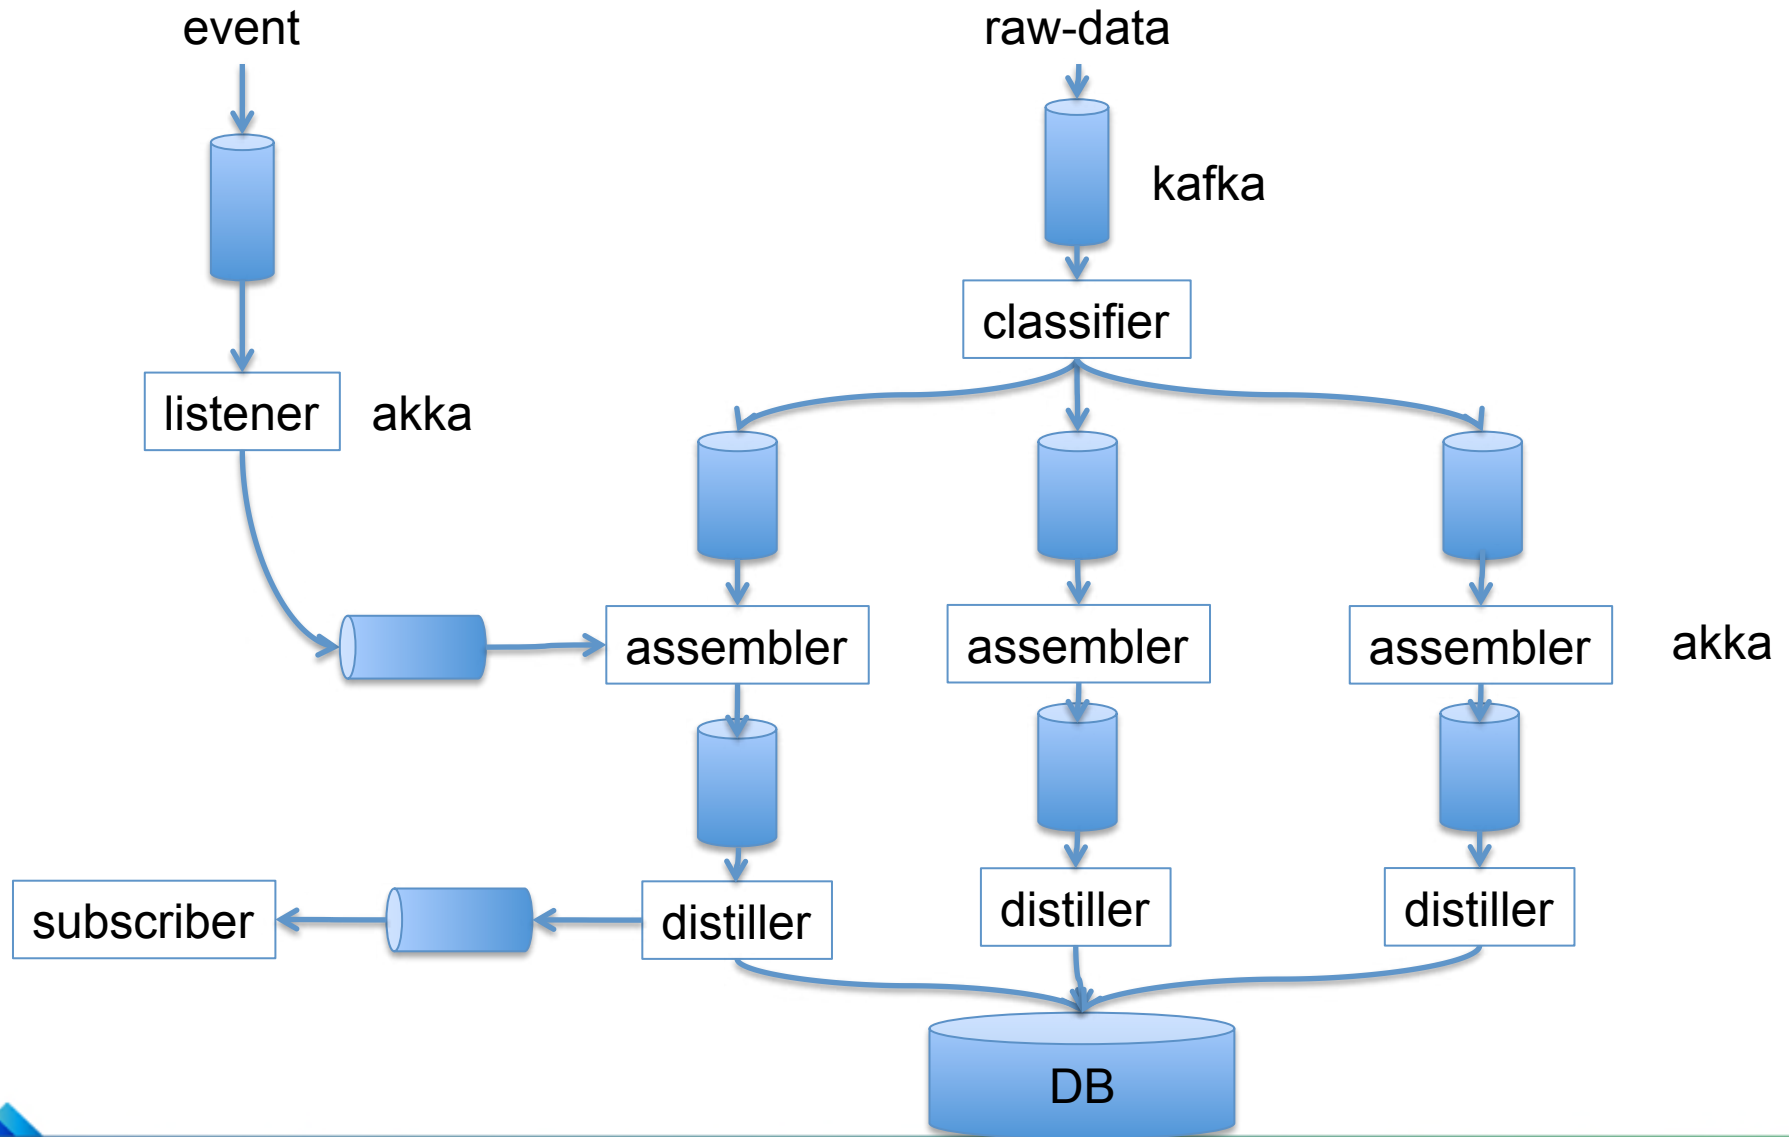 event
raw-data
kafka
classifier
listener
akka
assembler
assembler
assembler
akka
subscriber
distiller
distiller
distiller
DB